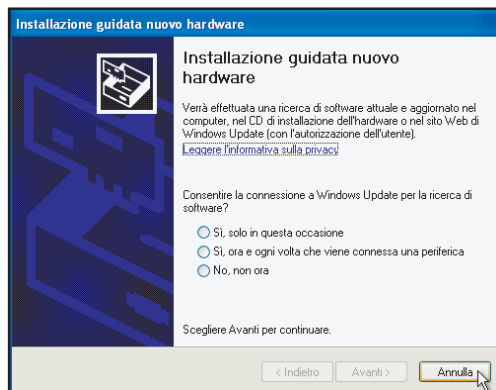 Installazione guidata nuovo hardware
Installazione guidata nuovo
hardware
Verrà effettuata una ricerca di software attuale e aggiornato nel
computer, nel CD di installazione dell'hardware o nel sito Web di
Windows Update (con l'autorizzazione dell'utente).
Leggere l'informativa sulla privacy
Consentire la connessione a Windows Update per la ricerca di
software?
Sì, solo in questa occasione
Sì, ora e ogni volta che viene connessa una periferica
No, non ora
Scegliere Avanti per continuare.
< Indietro Avanti > Annulla